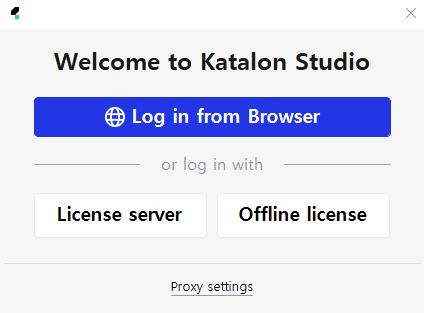 Welcome to Katalon Studio
Log in from Browser
or log in with
License server
Offline license
Proxy settings